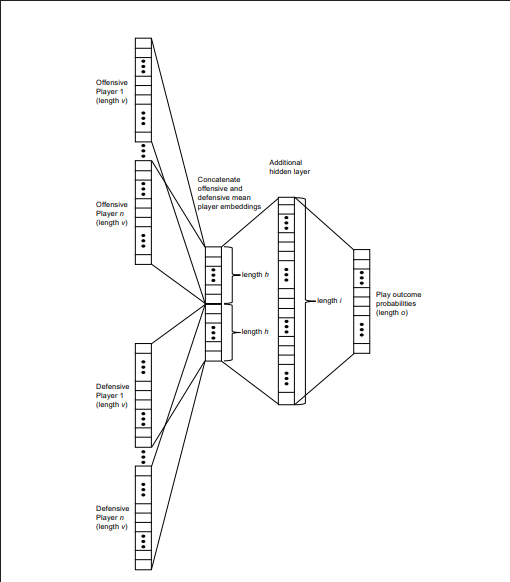 Offensive
Player 1
(length v)
Offensive
Player n
(length v)
Concatenate
offensive and
defensive mean
player embeddings
Additional
hidden layer
length h
length h
length i
Play outcome
probabilities
(length o)
Defensive
Player 1
(length v)
Defensive
Player n
(length v)